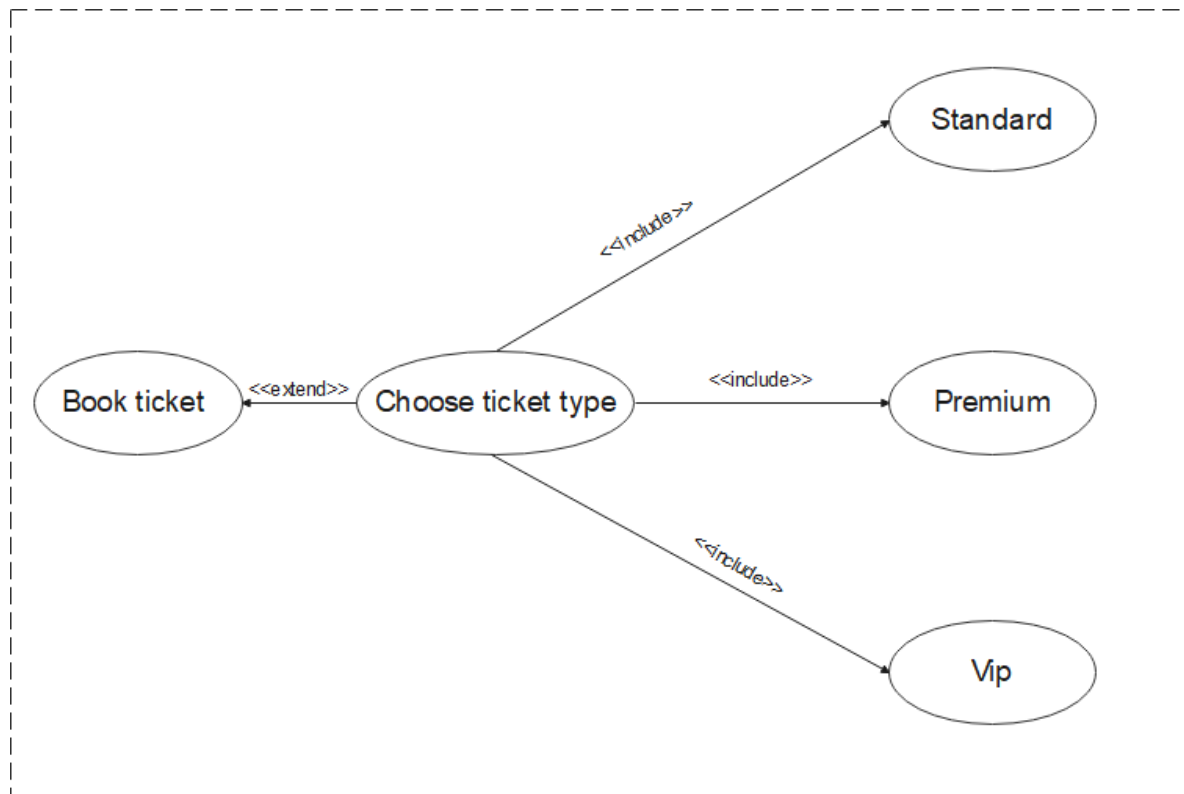 Standard
<<include>>
Book ticket
<<extend>>
Choose ticket type
<<include>>
Premium
<<include>>
Vip